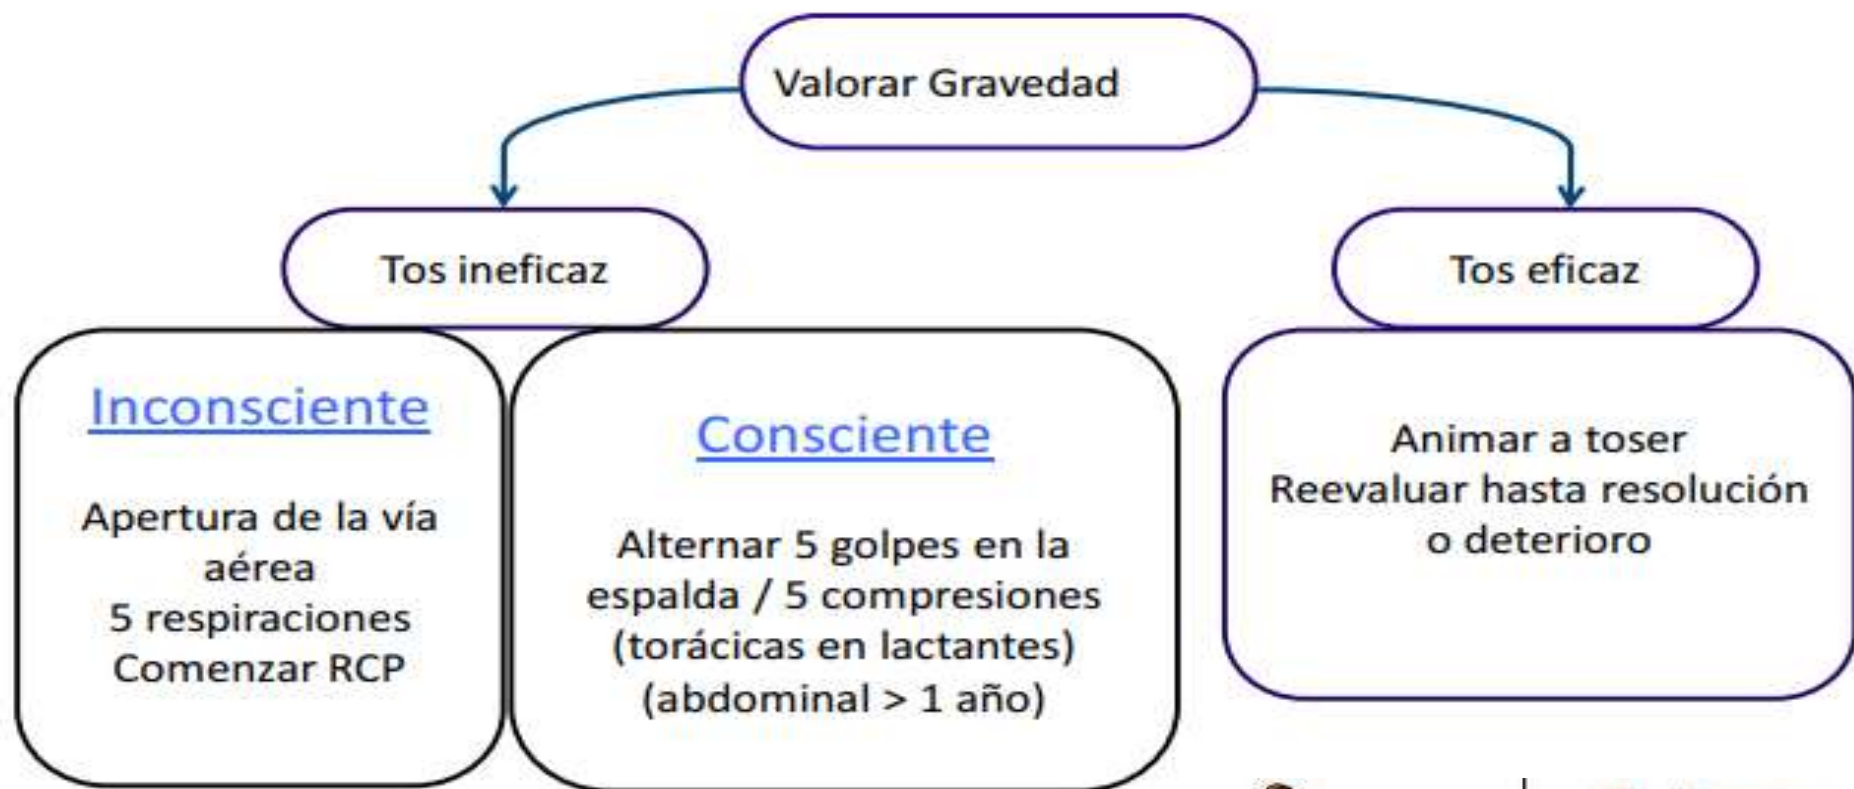 Valorar Gravedad
Tos ineficaz
Tos eficaz
Inconsciente
Apertura de la vía
aérea
5 respiraciones
Comenzar RCP
Consciente
Alternar 5 golpes en la
espalda / 5 compresiones
(torácicas en lactantes)
(abdominal > 1 año)
Animar a toser
Reevaluar hasta resolución
o deterioro